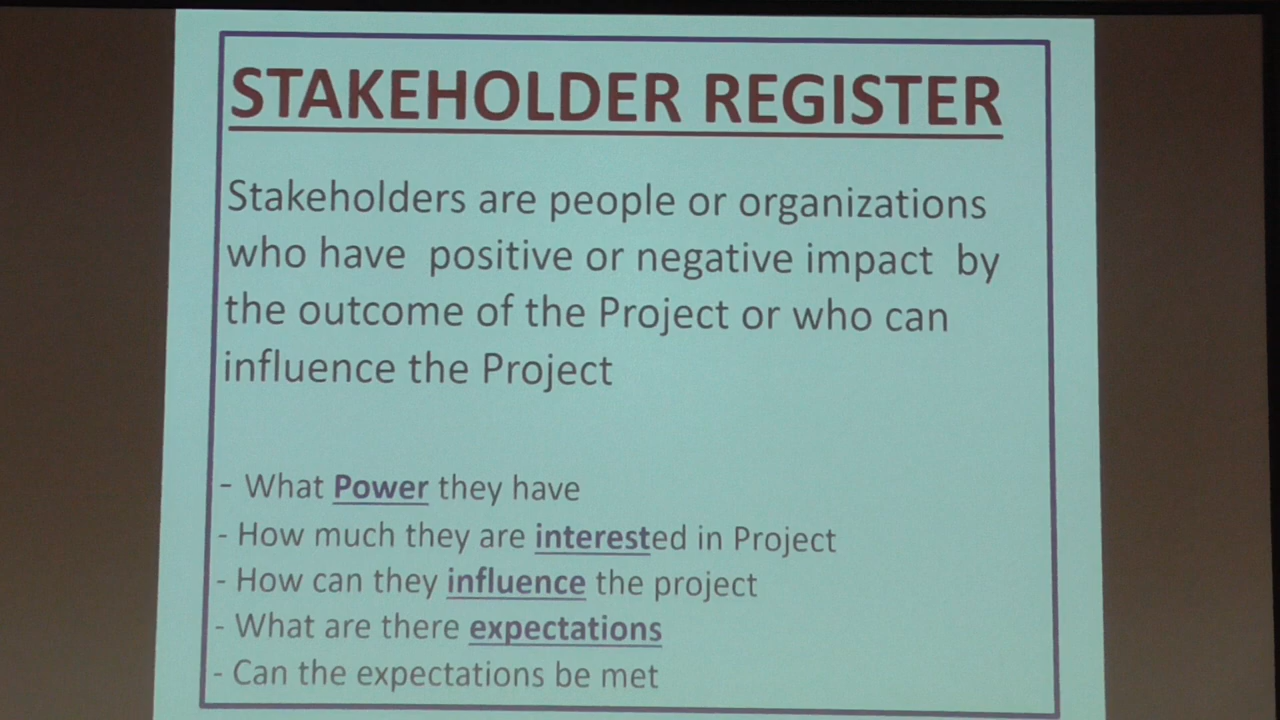 STAKEHOLDER REGISTER
Stakeholders are people or organizations
who have positive or negative impact by
the outcome of the Project or who can
influence the Project
- What Power they have
- How much they are interested in Project
- How can they influence the project
- What are there expectations
- Can the expectations be met